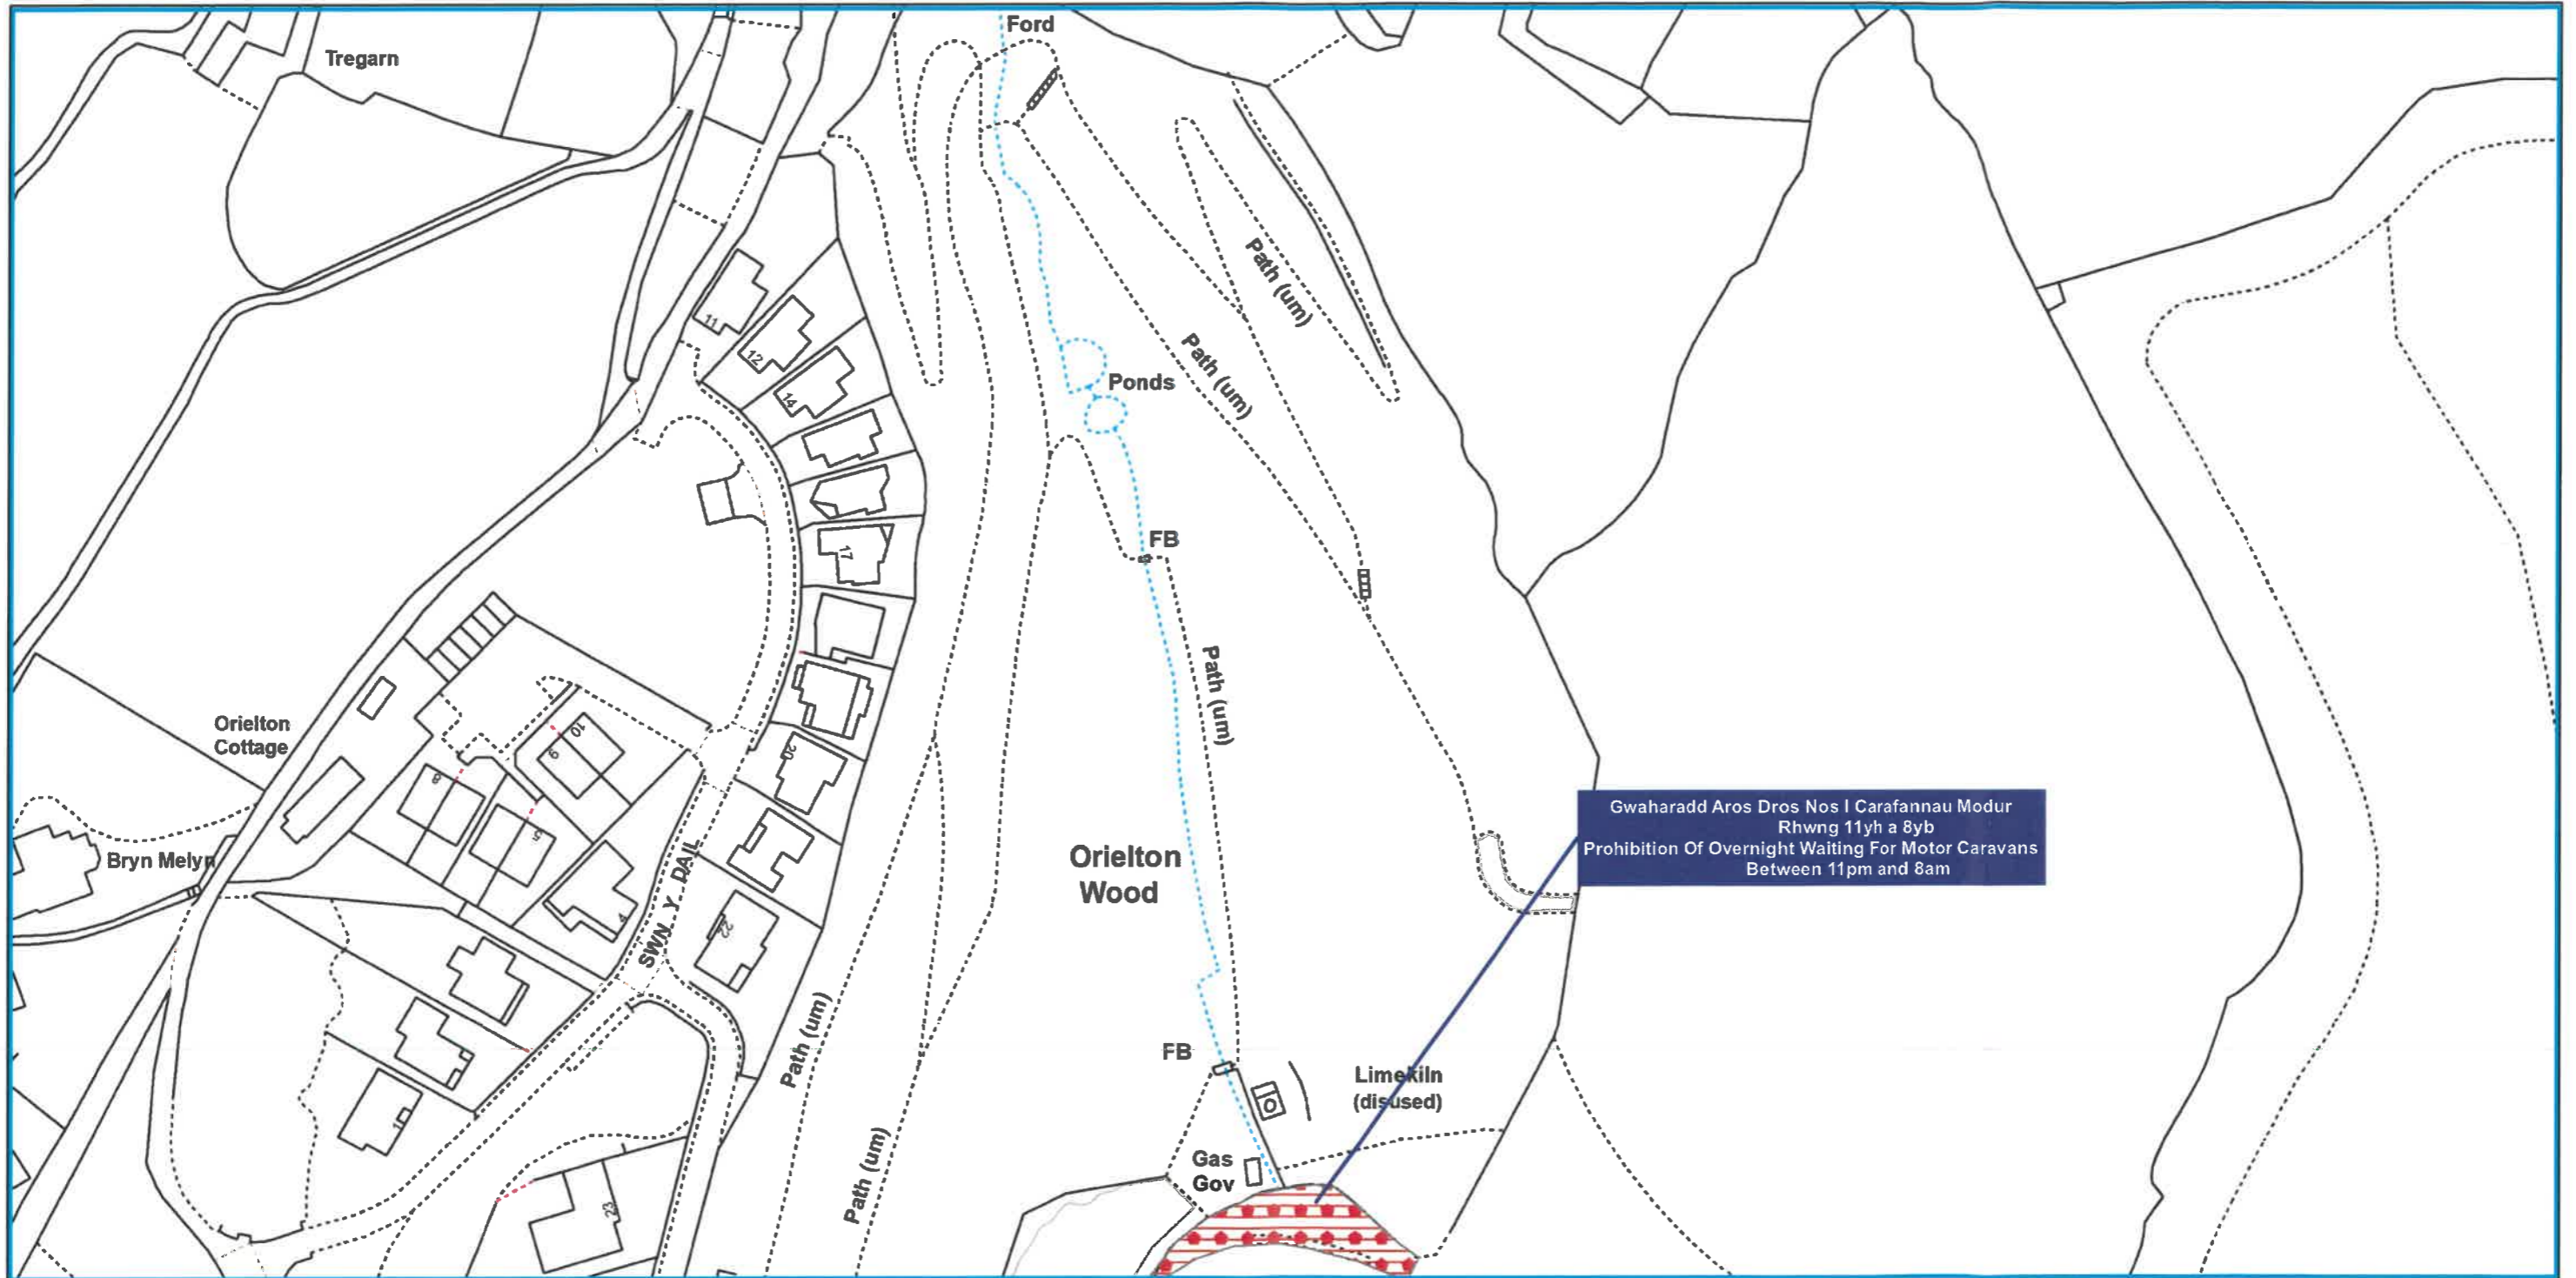 Ford
Tregarn
11
12
14
17
Path (um)
Path (um)
Ponds
FB
Path (um)
Orielton
Cottage
10
9
8
5
4
20
22
SWN Y DAIL
Bryn Melyn
Gwaharadd Aros Dros Nos I Carafannau Modur
Rhwng 11yh a 8yb
Prohibition Of Overnight Waiting For Motor Caravans
Between 11pm and 8am
Orielton
Wood
Path (um)
FB
Limekiln
(disused)
1
Path (um)
Gas
Gov
23